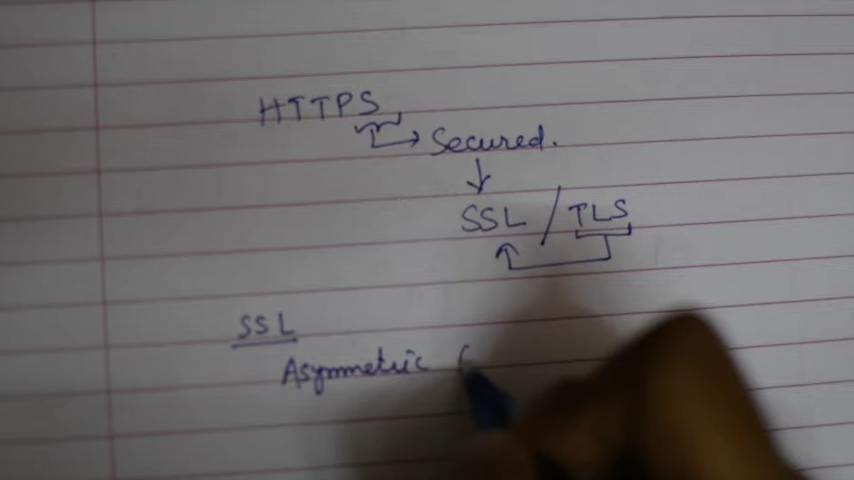 HTTPS
Secured.
SSL / TLS
SSL
Asymmetric